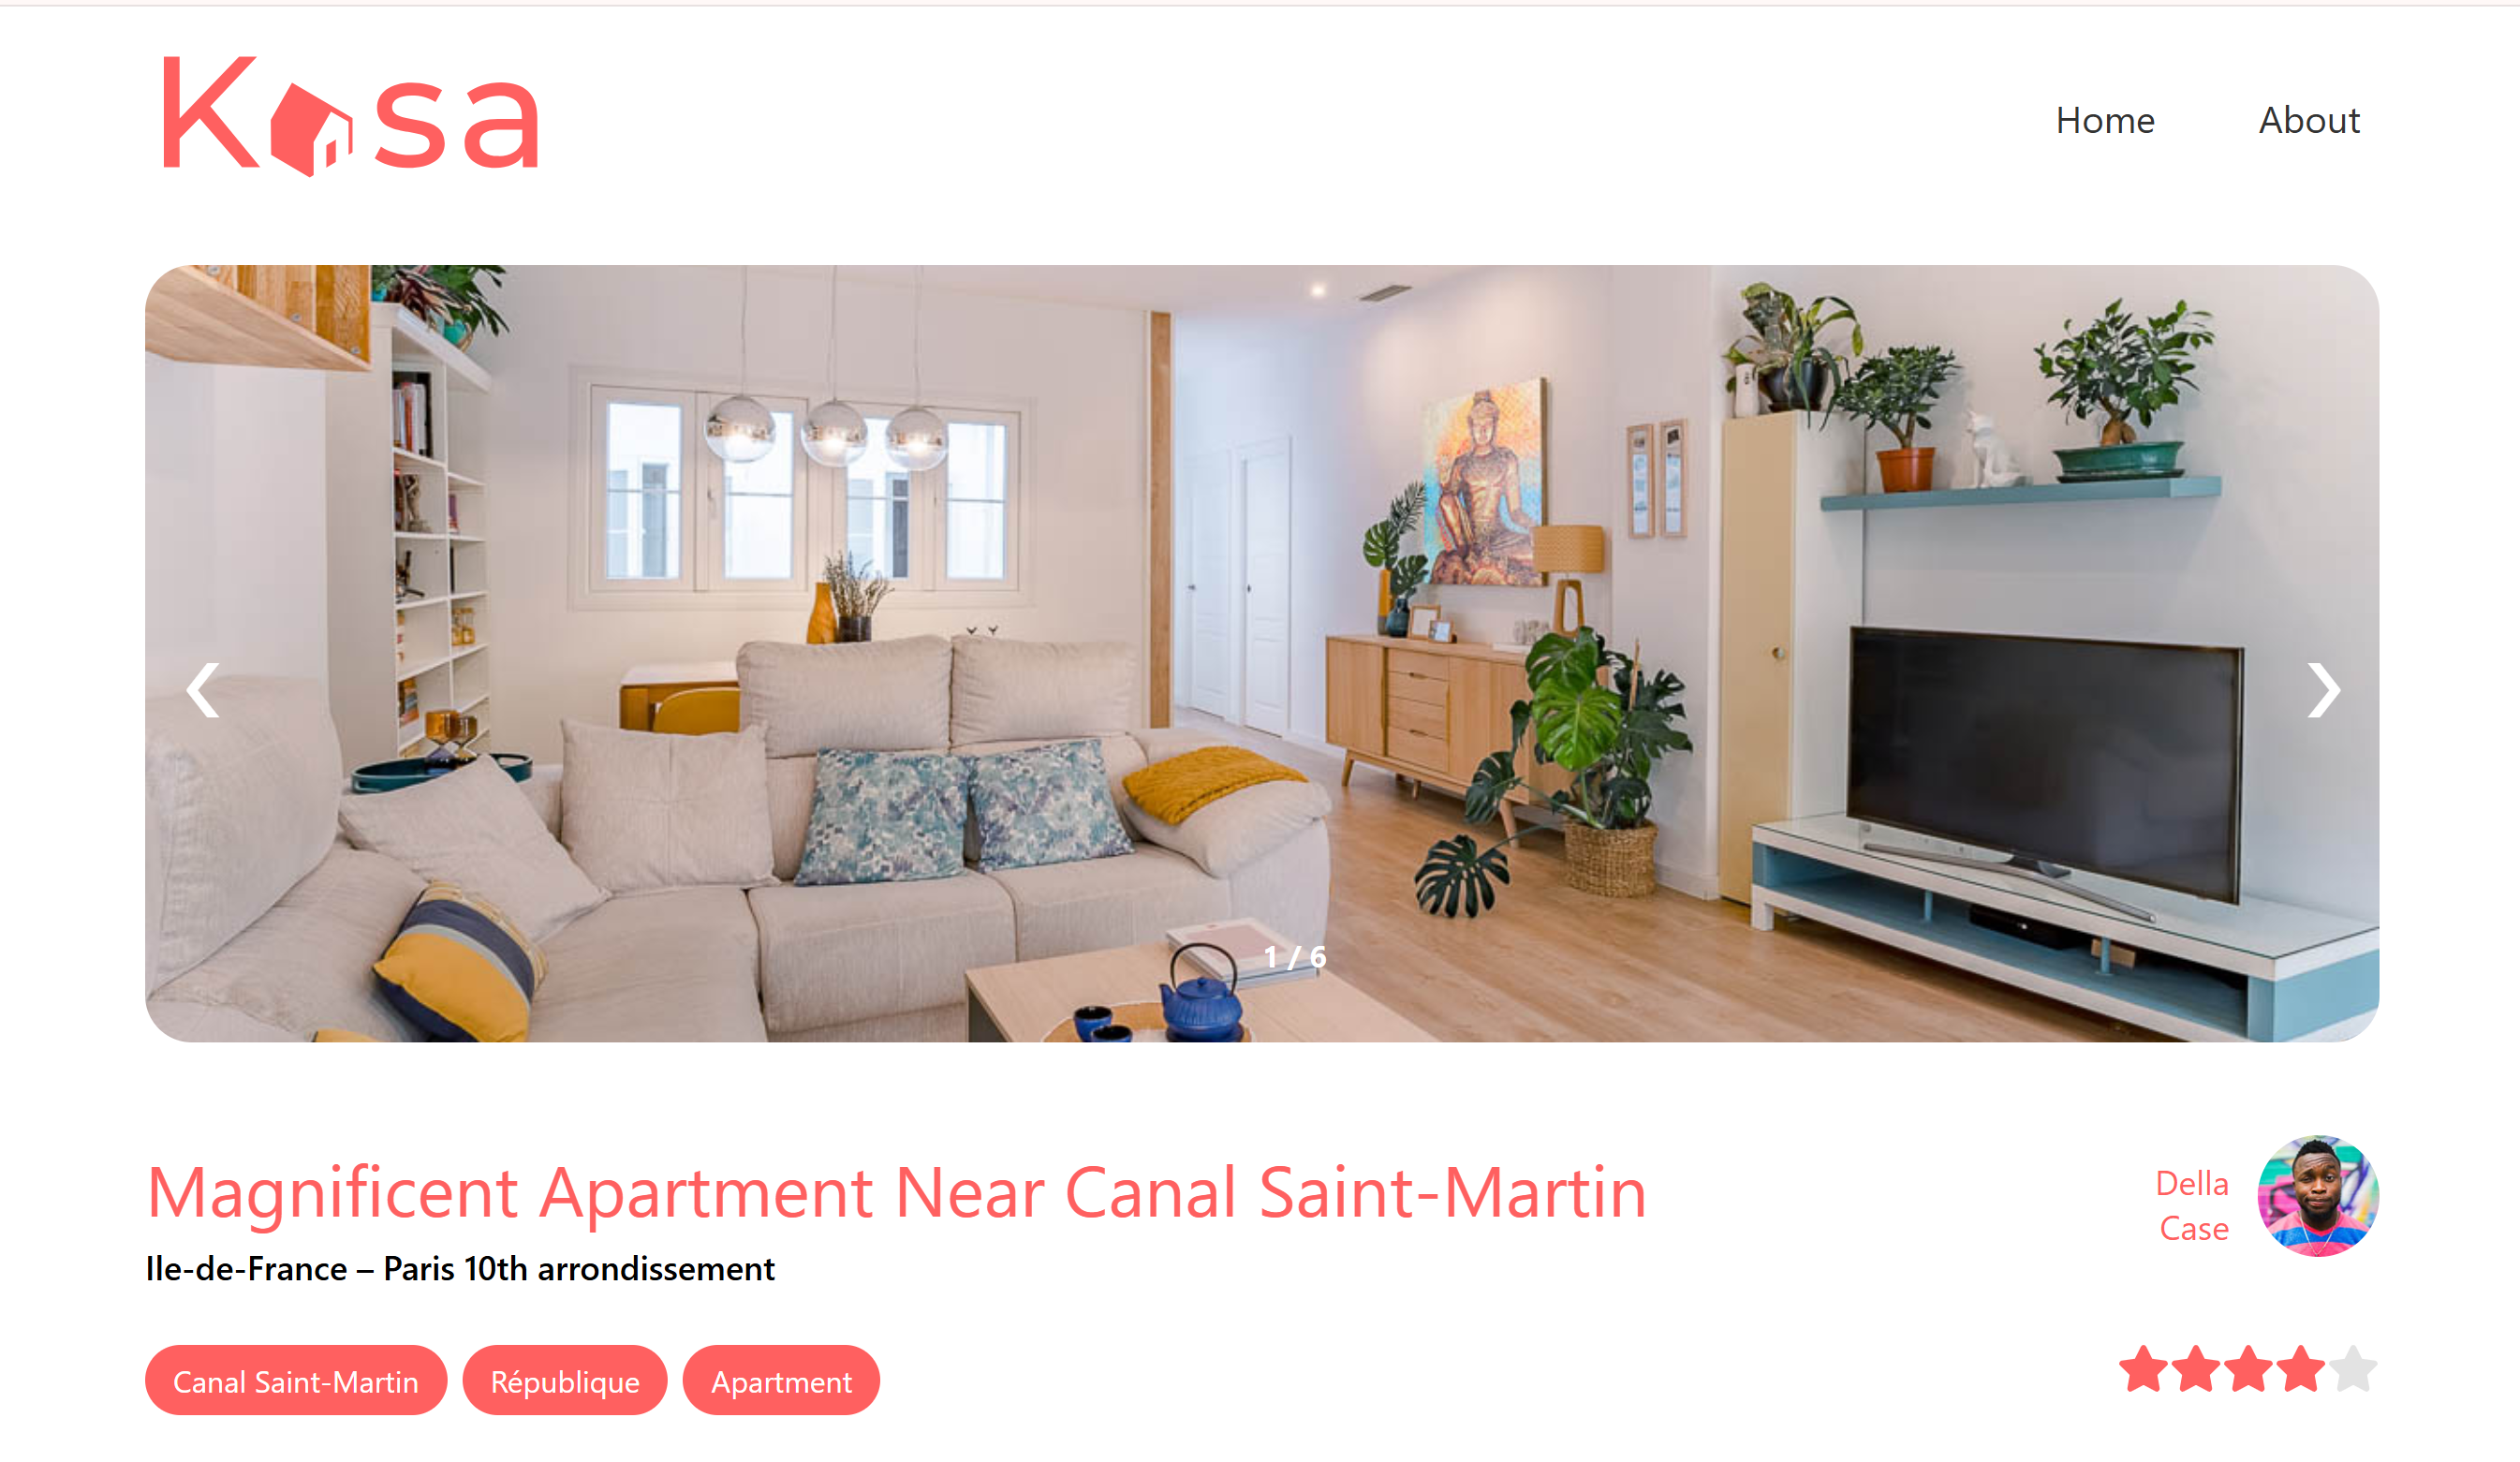 Kasa
Home
About
1 / 6
Magnificent Apartment Near Canal Saint-Martin
Della
Case
Ile-de-France – Paris 10th arrondissement
Canal Saint-Martin
République
Apartment